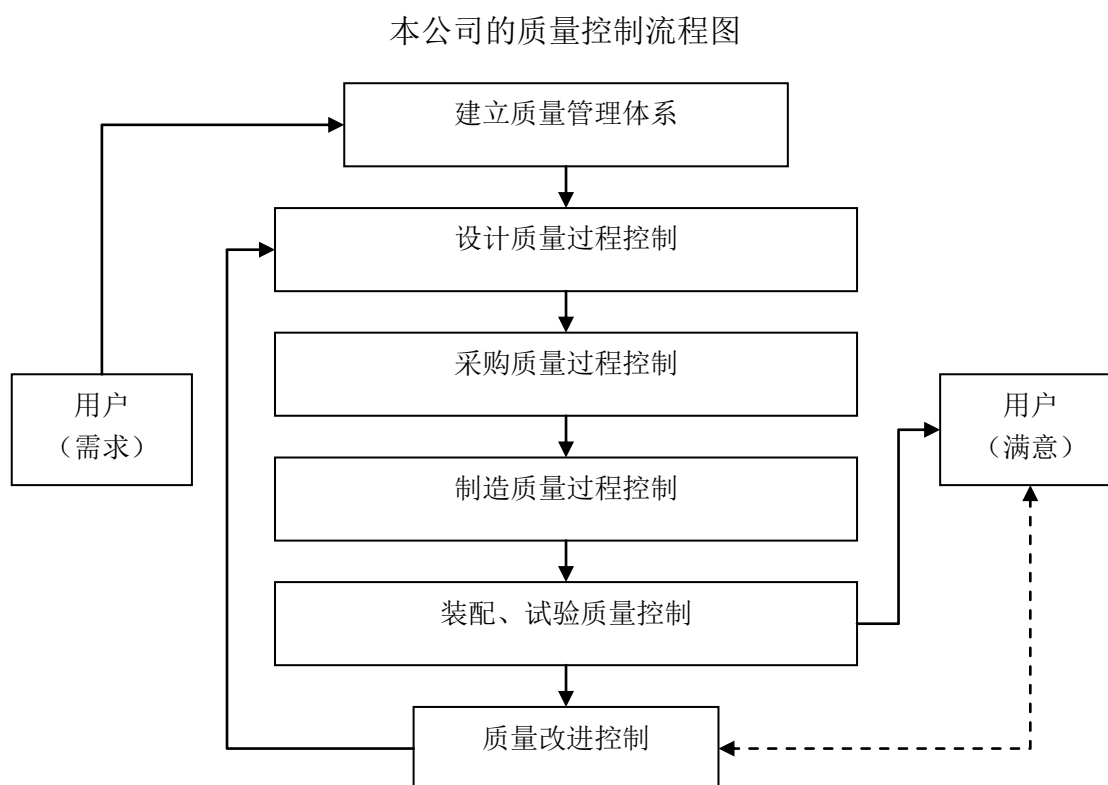 本公司的质量控制流程图
建立质量管理体系
设计质量过程控制
采购质量过程控制
用户
（需求）
用户
（满意）
制造质量过程控制
装配、试验质量控制
质量改进控制